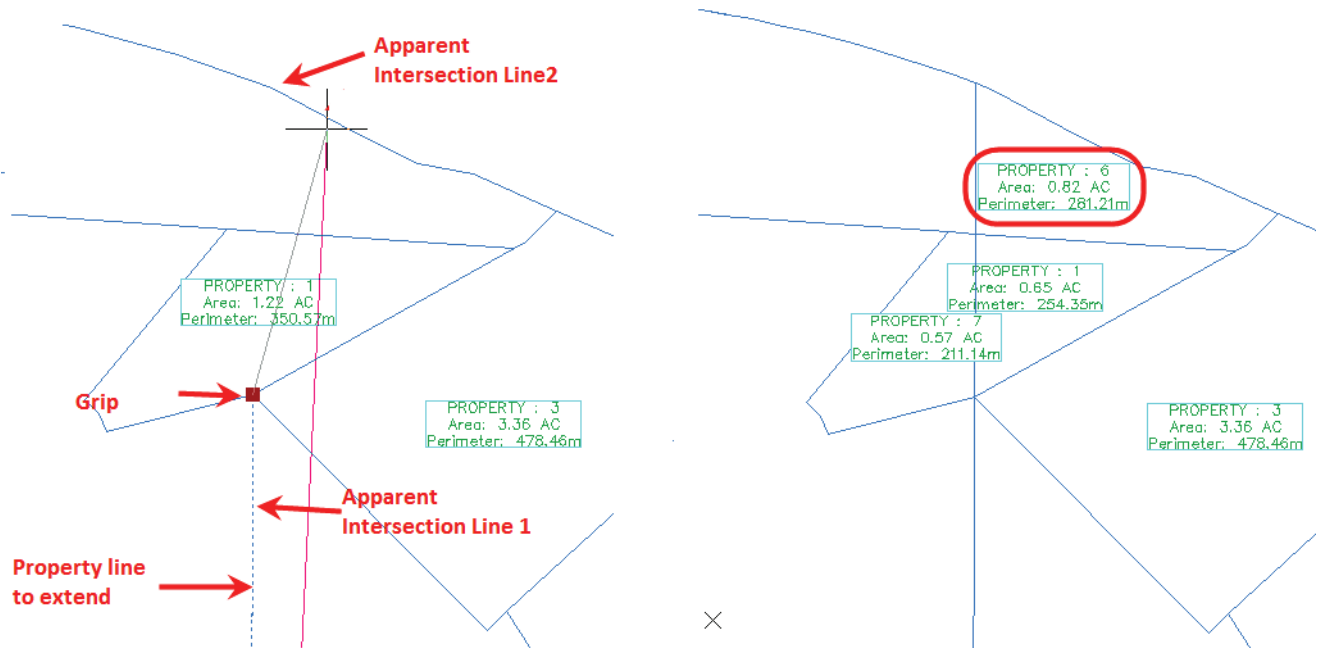 Apparent
Intersection Line2
PROPERTY : 1
Area: 1.22 AC
Perimeter: 350.57m
Grip
PROPERTY : 3
Area: 3.36 AC
Perimeter: 478.46m
Apparent
Intersection Line 1
Property line
to extend
PROPERTY : 6
Area: 0.82 AC
Perimeter: 281.21m
PROPERTY : 1
Area: 0.65 AC
Perimeter: 254.35m
PROPERTY : 7
Area: 0.57 AC
Perimeter: 211.14m
PROPERTY : 3
Area: 3.36 AC
Perimeter: 478.46m